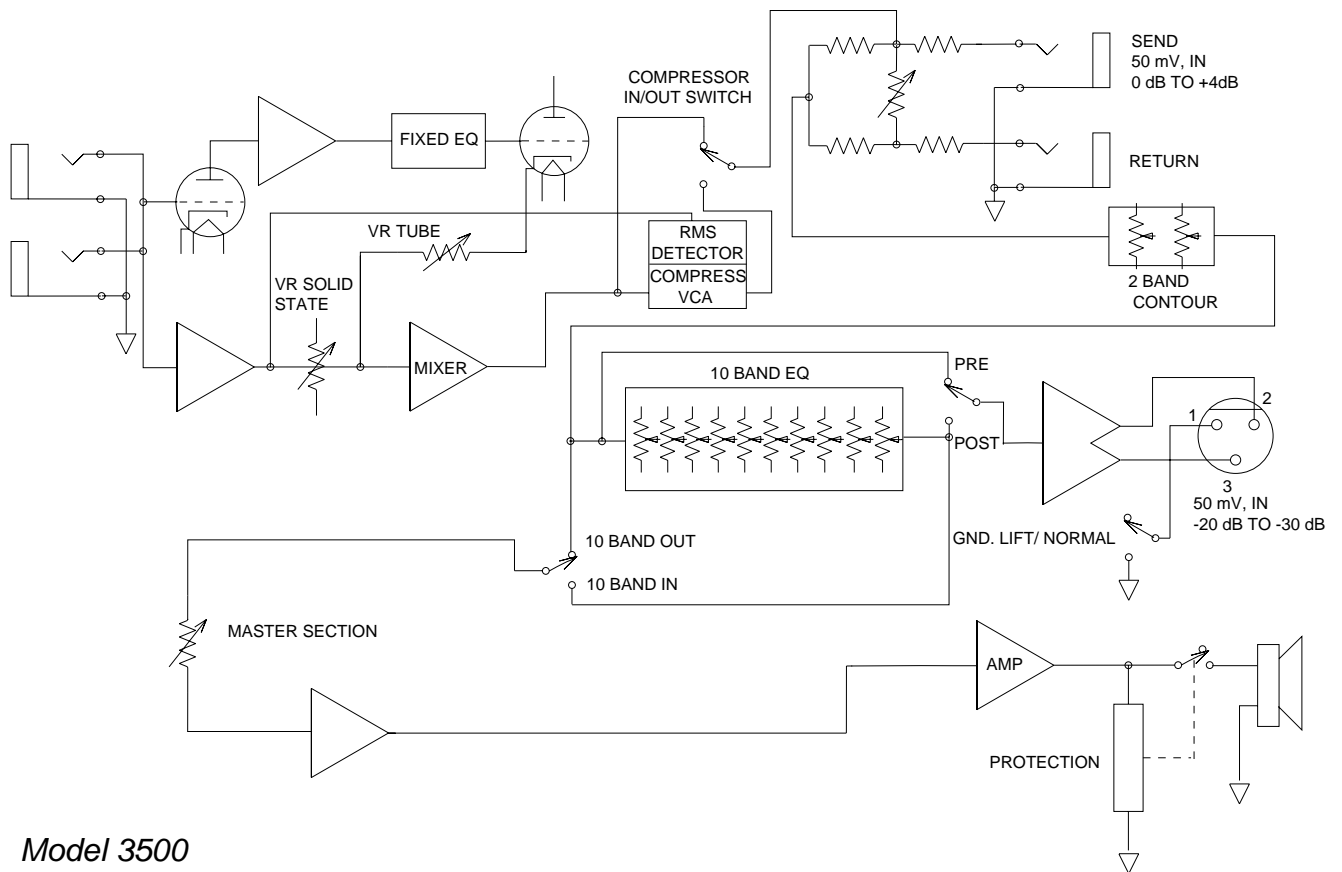 SEND
50 mV, IN
0 dB TO +4dB
COMPRESSOR
IN/OUT SWITCH
FIXED EQ
RETURN
VR TUBE
RMS
DETECTOR
COMPRESS
VCA
VR SOLID
STATE
2 BAND
CONTOUR
MIXER
10 BAND EQ
PRE
POST
1
2
3
50 mV, IN
-20 dB TO -30 dB
GND. LIFT/ NORMAL
10 BAND OUT
10 BAND IN
MASTER SECTION
AMP
PROTECTION
Model 3500